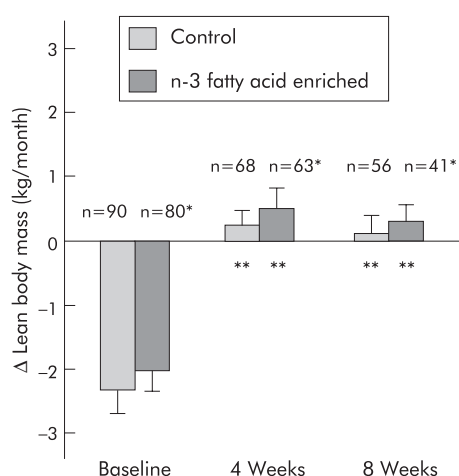 Control
n-3 fatty acid enriched
Δ Lean body mass (kg/month)
3
2
1
0
−1
−2
−3
n=90 n=80*
n=68 n=63*
n=56 n=41*
** **
** **
Baseline 4 Weeks 8 Weeks